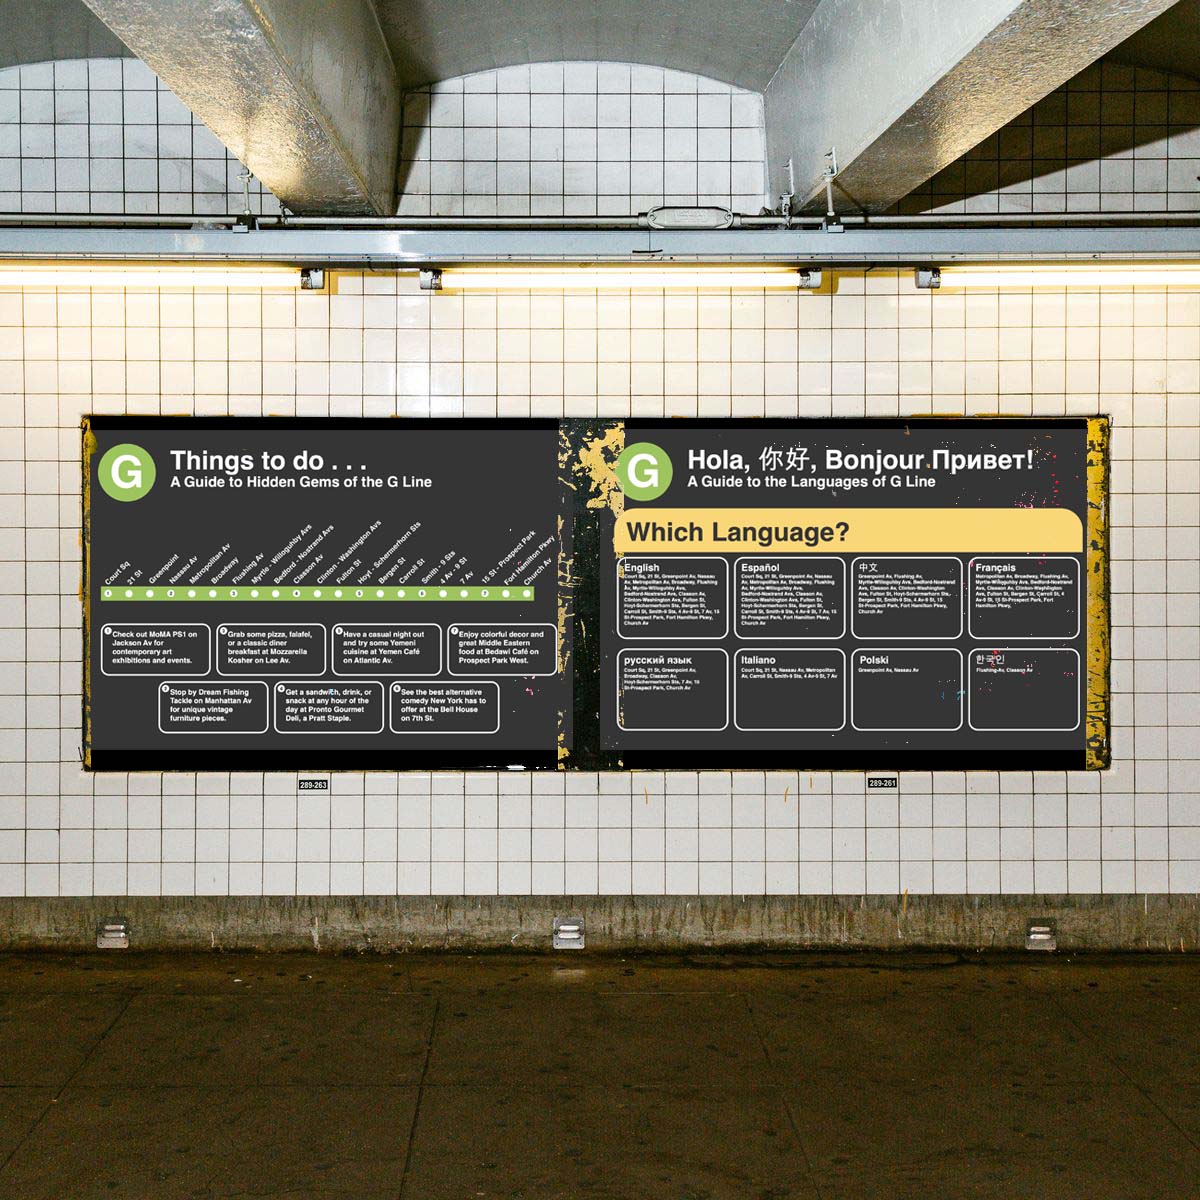 G
Things to do . . .
A Guide to Hidden Gems of the G Line
Court Sq
21 St
Greenpoint
Nassau Av
Metropolitan Av
Broadway
Flushing Av
Myrtle - Willoughby Avs
Bedford - Nostrand Avs
Classon Av
Clinton - Washington Avs
Fulton St
Hoyt - Schermerhorn Sts
Bergen St
Carroll St
Smith - 9 Sts
4 Av - 9 St
7 Av
15 St - Prospect Park
Fort Hamilton Pkwy
Church Av
1 2 3 4 5 6 7
1 Check out MoMA PS1 on
Jackson Av for
contemporary art
exhibitions and events.
3 Grab some pizza, falafel,
or a classic diner
breakfast at Mozzarella
Kosher on Lee Av.
5 Have a casual night out
and try some Yemeni
cuisine at Yemen Café
on Atlantic Av.
7 Enjoy colorful decor and
great Middle Eastern
food at Bedawi Café on
Prospect Park West.
2 Stop by Dream Fishing
Tackle on Manhattan Av
for unique vintage
furniture pieces.
4 Get a sandwich, drink, or
snack at any hour of the
day at Pronto Gourmet
Deli, a Pratt Staple.
6 See the best alternative
comedy New York has to
offer at the Bell House
on 7th St.
289-263
G
Hola, 你好, Bonjour Привет!
A Guide to the Languages of G Line
Which Language?
English
Court Sq, 21 St, Greenpoint Av, Nassau
Av, Metropolitan Av, Broadway, Flushing
Av, Myrtle-Willoughby Avs,
Bedford-Nostrand Avs, Classon Av,
Clinton-Washington Avs, Fulton St,
Hoyt-Schermerhorn Sts, Bergen St,
Carroll St, Smith-9 Sts, 4 Av-9 St, 7 Av, 15
St-Prospect Park, Fort Hamilton Pkwy,
Church Av
Español
Court Sq, 21 St, Greenpoint Av, Nassau
Av, Metropolitan Av, Broadway, Flushing
Av, Myrtle-Willoughby Avs,
Bedford-Nostrand Avs, Classon Av,
Clinton-Washington Avs, Fulton St,
Hoyt-Schermerhorn Sts, Bergen St,
Carroll St, Smith-9 Sts, 4 Av-9 St, 7 Av, 15
St-Prospect Park, Fort Hamilton Pkwy,
Church Av
中文
Greenpoint Av, Flushing Av,
Myrtle-Willoughby Avs, Bedford-Nostrand
Avs, Fulton St, Hoyt-Schermerhorn Sts,
Bergen St, Smith-9 Sts, 4 Av-9 St, 15
St-Prospect Park, Fort Hamilton Pkwy,
Church Av
Français
Metropolitan Av, Broadway, Flushing Av,
Myrtle-Willoughby Avs, Bedford-Nostrand
Avs, Fulton St, Bergen St, Carroll St, 4
Av-9 St, 15 St-Prospect Park, Fort
Hamilton Pkwy,
русский язык
Court Sq, 21 St, Greenpoint Av,
Broadway, Classon Av,
Hoyt-Schermerhorn Sts, 7 Av, 15
St-Prospect Park, Church Av
Italiano
Court Sq, 21 St, Nassau Av, Metropolitan
Av, Carroll St, Smith-9 Sts, 4 Av-9 St, 7 Av
Polski
Greenpoint Av, Nassau Av
한국인
Flushing-Av, Classon Av
289-261